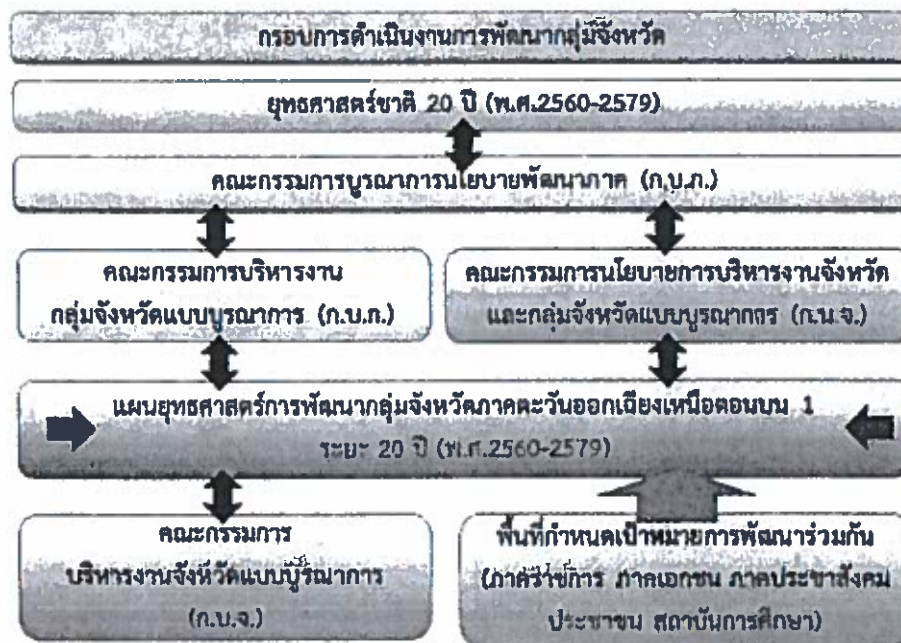 กรอบการดำเนินงานการพัฒนากลุ่มจังหวัด
ยุทธศาสตร์ชาติ 20 ปี (พ.ศ.2560-2579)
คณะกรรมการบูรณาการนโยบายพัฒนาภาค (ก.บ.ภ.)
คณะกรรมการบริหารงาน
กลุ่มจังหวัดแบบบูรณาการ (ก.บ.ก.)
คณะกรรมการนโยบายการบริหารงานจังหวัด
และกลุ่มจังหวัดแบบบูรณาการ (ก.น.จ.)
แผนยุทธศาสตร์การพัฒนากลุ่มจังหวัดภาคตะวันออกเฉียงเหนือตอนบน 1
ระยะ 20 ปี (พ.ศ.2560-2579)
คณะกรรมการ
บริหารงานจังหวัดแบบบูรณาการ
(ก.บ.จ.)
พื้นที่กำหนดเป้าหมายการพัฒนาร่วมกัน
(ภาคราชการ ภาคเอกชน ภาคประชาสังคม
ประชาชน สถาบันการศึกษา)